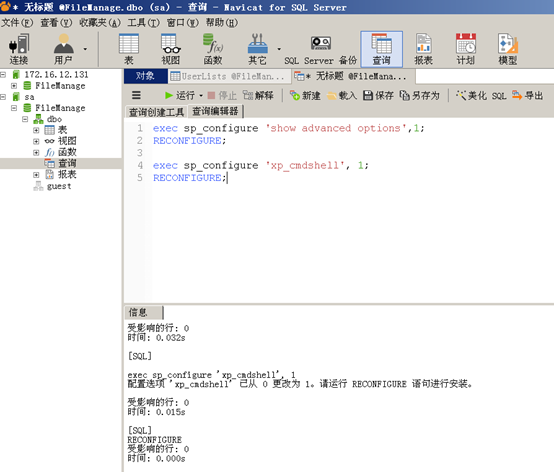 * 无标题 @FileManage.dbo (sa) - 查询 - Navicat for SQL Server
文件(F) 查看(V) 收藏夹(A) 工具(T) 窗口(W) 帮助(H)
连接 用户 表 视图 函数 其它 SQL Server 备份 查询 报表 计划 模型
172.16.12.131
FileManage
sa
FileManage
dbo
表
视图
函数
查询
报表
guest
对象 UserLists @FileMan... * 无标题 @FileMana...
运行 停止 解释 新建 载入 保存 另存为 美化 SQL 导出
查询创建工具 查询编辑器
1 exec sp_configure 'show advanced options',1;
2 RECONFIGURE;
3
4 exec sp_configure 'xp_cmdshell', 1;
5 RECONFIGURE;
信息
受影响的行: 0
时间: 0.032s
[SQL]
exec sp_configure 'xp_cmdshell', 1
配置选项 'xp_cmdshell' 已从 0 更改为 1。请运行 RECONFIGURE 语句进行安装。
受影响的行: 0
时间: 0.015s
[SQL]
RECONFIGURE
受影响的行: 0
时间: 0.000s